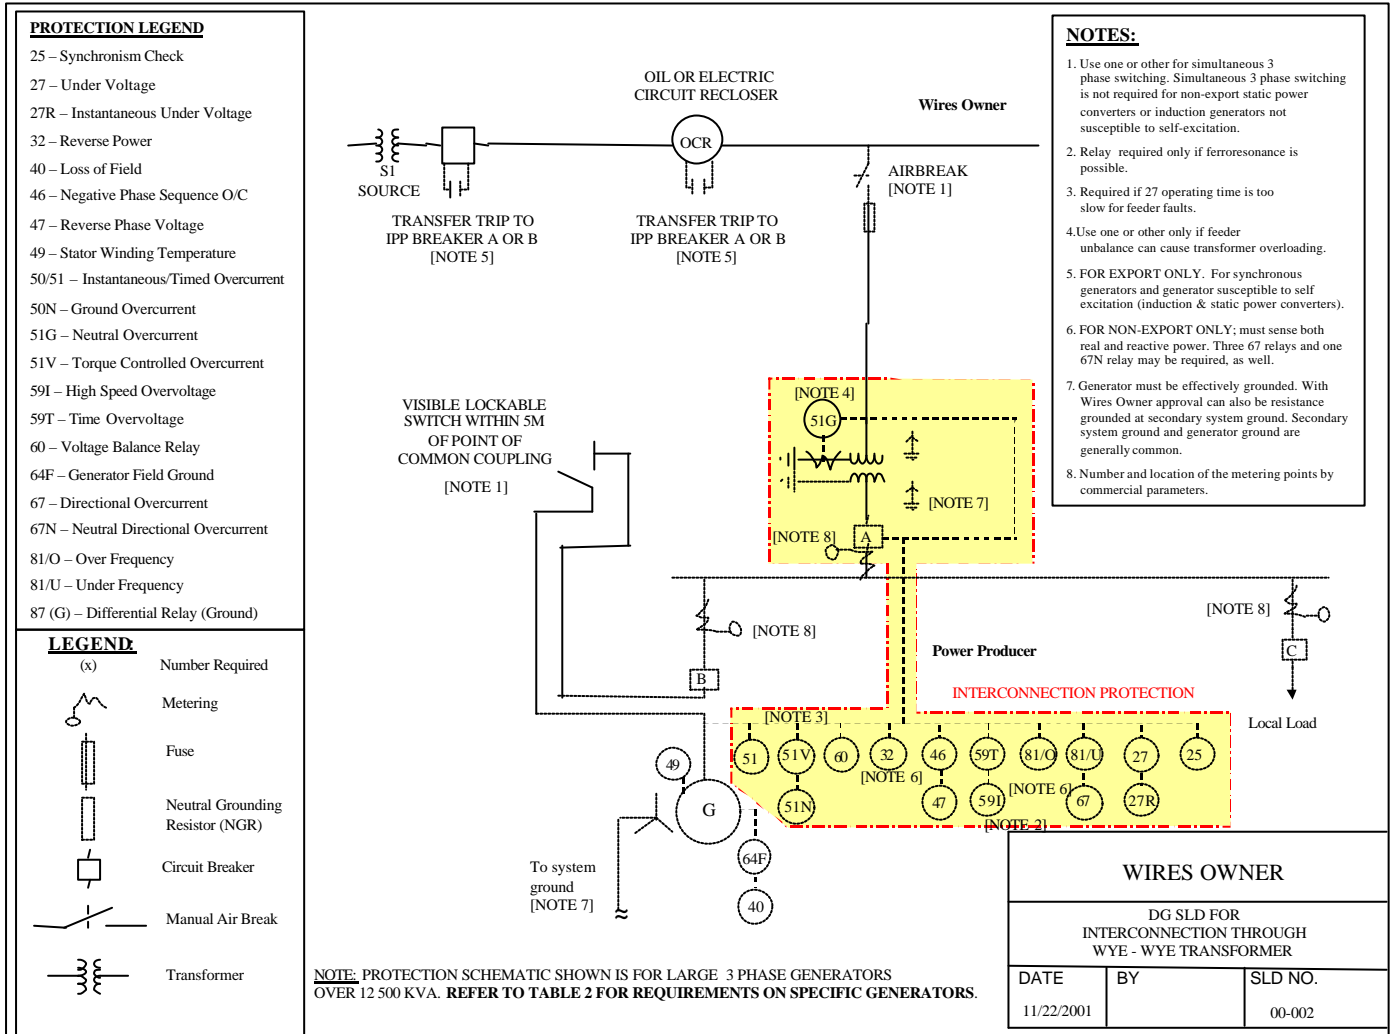 PROTECTION LEGEND
25 – Synchronism Check
27 – Under Voltage
27R – Instantaneous Under Voltage
32 – Reverse Power
40 – Loss of Field
46 – Negative Phase Sequence O/C
47 – Reverse Phase Voltage
49 – Stator Winding Temperature
50/51 – Instantaneous/Timed Overcurrent
50N – Ground Overcurrent
51G – Neutral Overcurrent
51V – Torque Controlled Overcurrent
59I – High Speed Overvoltage
59T – Time Overvoltage
60 – Voltage Balance Relay
64F – Generator Field Ground
67 – Directional Overcurrent
67N – Neutral Directional Overcurrent
81/O – Over Frequency
81/U – Under Frequency
87 (G) – Differential Relay (Ground)
LEGEND:
(x) Number Required
Metering
Fuse
Neutral Grounding
Resistor (NGR)
Circuit Breaker
Manual Air Break
Transformer
OIL OR ELECTRIC
CIRCUIT RECLOSER
Wires Owner
OCR
S1
SOURCE
AIRBREAK
[NOTE 1]
TRANSFER TRIP TO
IPP BREAKER A OR B
[NOTE 5]
TRANSFER TRIP TO
IPP BREAKER A OR B
[NOTE 5]
VISIBLE LOCKABLE
SWITCH WITHIN 5M
OF POINT OF
COMMON COUPLING
[NOTE 1]
[NOTE 4]
51G
[NOTE 7]
[NOTE 8]
A
[NOTE 8]
[NOTE 8]
B
C
Power Producer
INTERCONNECTION PROTECTION
Local Load
[NOTE 3]
49
51
51V
60
32
46
59T
81/O
81/U
27
25
[NOTE 6]
[NOTE 6]
51N
47
59I
67
27R
[NOTE 2]
G
64F
40
To system
ground
[NOTE 7]
NOTES:
1. Use one or other for simultaneous 3
phase switching. Simultaneous 3 phase switching
is not required for non-export static power
converters or induction generators not
susceptible to self-excitation.
2. Relay required only if ferroresonance is
possible.
3. Required if 27 operating time is too
slow for feeder faults.
4.Use one or other only if feeder
unbalance can cause transformer overloading.
5. FOR EXPORT ONLY. For synchronous
generators and generator susceptible to self
excitation (induction & static power converters).
6. FOR NON-EXPORT ONLY; must sense both
real and reactive power. Three 67 relays and one
67N relay may be required, as well.
7. Generator must be effectively grounded. With
Wires Owner approval can also be resistance
grounded at secondary system ground. Secondary
system ground and generator ground are
generally common.
8. Number and location of the metering points by
commercial parameters.
NOTE: PROTECTION SCHEMATIC SHOWN IS FOR LARGE 3 PHASE GENERATORS
OVER 12 500 KVA. REFER TO TABLE 2 FOR REQUIREMENTS ON SPECIFIC GENERATORS.
WIRES OWNER
DG SLD FOR
INTERCONNECTION THROUGH
WYE - WYE TRANSFORMER
DATE BY SLD NO.
11/22/2001 00-002